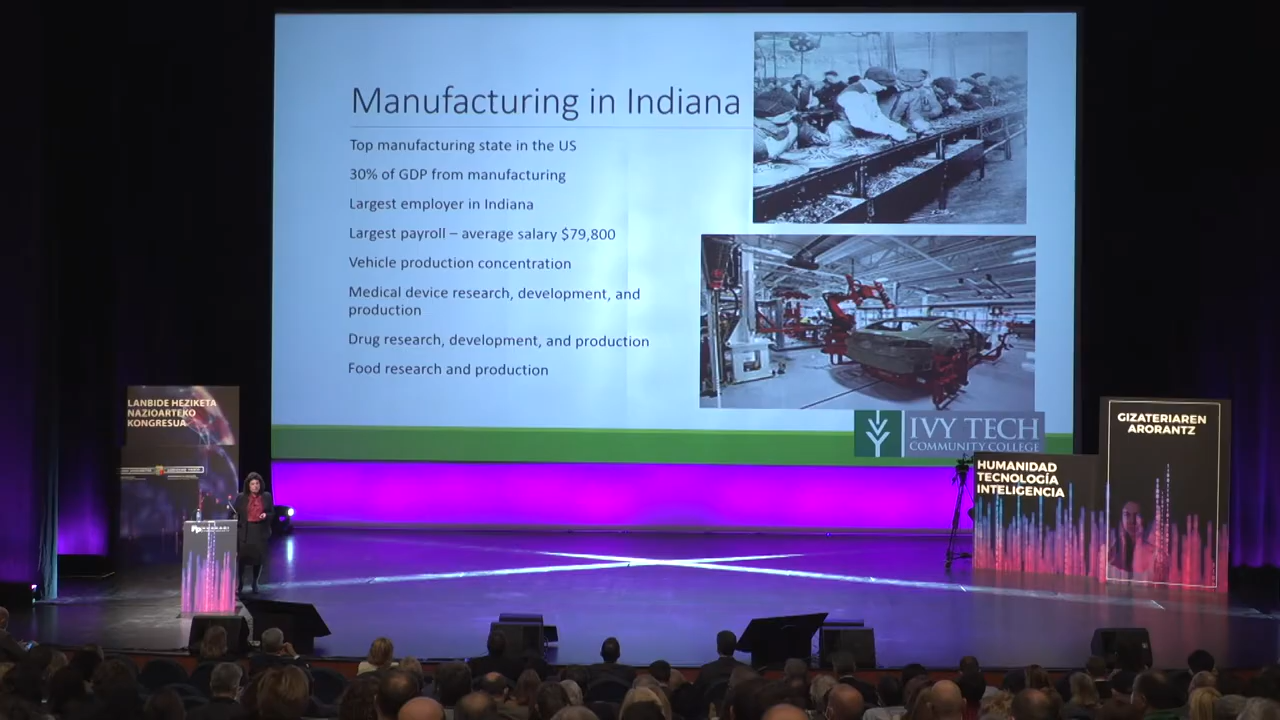 Manufacturing in Indiana
Top manufacturing state in the US
30% of GDP from manufacturing
Largest employer in Indiana
Largest payroll – average salary $79,800
Vehicle production concentration
Medical device research, development, and
production
Drug research, development, and production
Food research and production
IVY TECH
COMMUNITY COLLEGE
LANBIDE HEZIKETA
NAZIOARTEKO
KONGRESUA
HUMANIDAD
TECNOLOGÍA
INTELIGENCIA
GIZATERIAREN
ARORANTZ